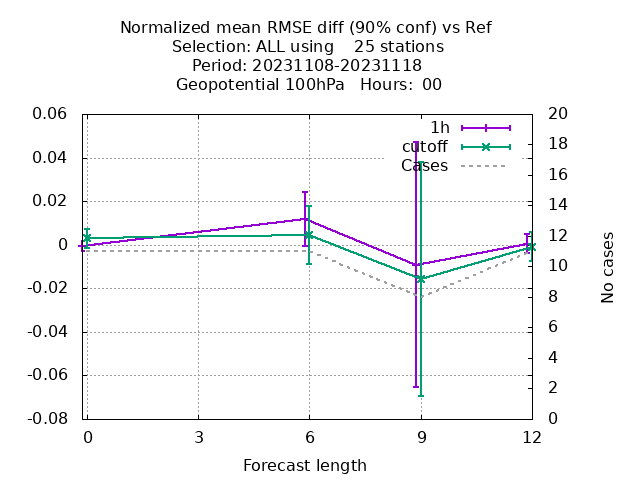 Normalized mean RMSE diff (90% conf) vs Ref
Selection: ALL using    25 stations
Period: 20231108-20231118
Geopotential 100hPa   Hours:  00
1h
cutoff
Cases
0.06
0.04
0.02
0
-0.02
-0.04
-0.06
-0.08
20
18
16
14
12
10
8
6
4
2
0
No cases
0 3 6 9 12
Forecast length